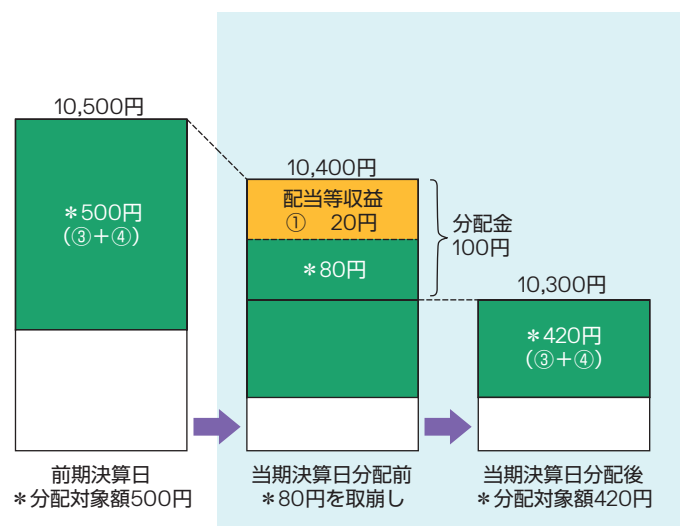 10,500円
＊500円
（③＋④）
前期決算日
＊分配対象額500円
10,400円
配当等収益
①　20円
＊80円
分配金
100円
当期決算日分配前
＊80円を取崩し
10,300円
＊420円
（③＋④）
当期決算日分配後
＊分配対象額420円